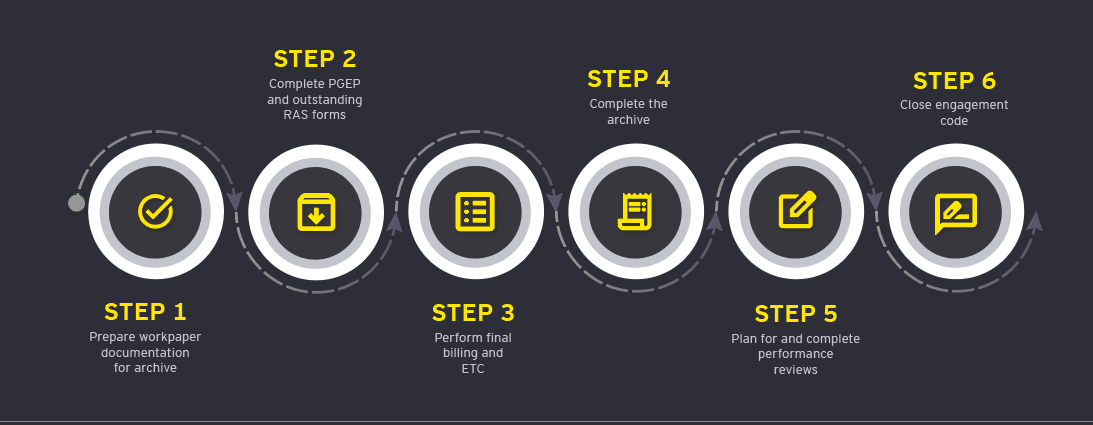 STEP 1
Prepare workpaper
documentation
for archive
STEP 2
Complete PGEP
and outstanding
RAS forms
STEP 3
Perform final
billing and
ETC
STEP 4
Complete the
archive
STEP 5
Plan for and complete
performance
reviews
STEP 6
Close engagement
code